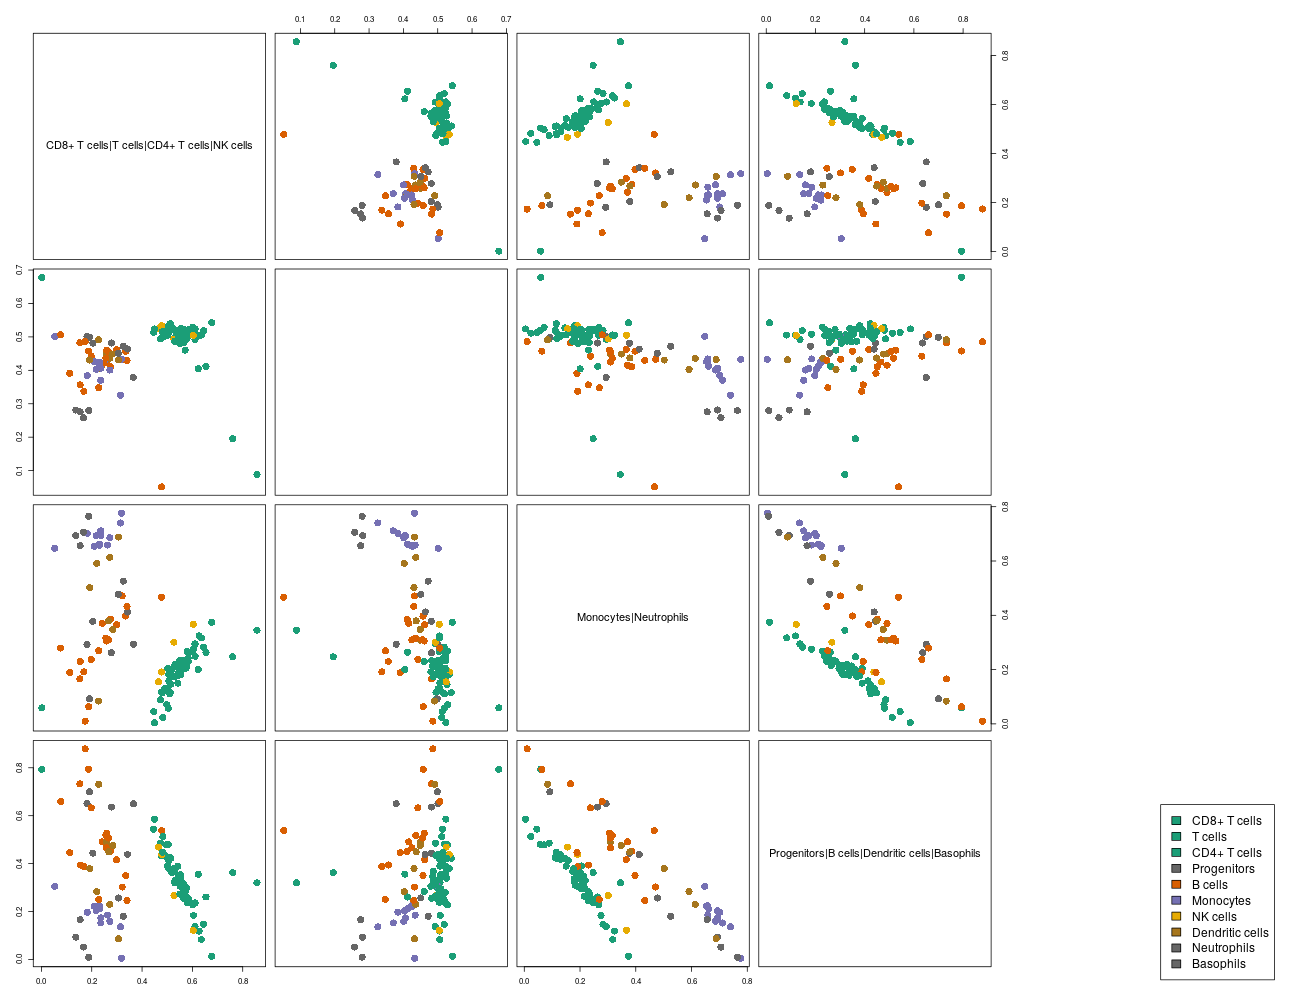 0.1 0.2 0.3 0.4 0.5 0.6 0.7
0.0 0.2 0.4 0.6 0.8
CD8+ T cells|T cells|CD4+ T cells|NK cells
0.0 0.2 0.4 0.6 0.8
0.1 0.2 0.3 0.4 0.5 0.6 0.7
Monocytes|Neutrophils
0.0 0.2 0.4 0.6 0.8
Progenitors|B cells|Dendritic cells|Basophils
0.0 0.2 0.4 0.6 0.8
0.0 0.2 0.4 0.6 0.8
0.0 0.2 0.4 0.6 0.8
CD8+ T cells
T cells
CD4+ T cells
Progenitors
B cells
Monocytes
NK cells
Dendritic cells
Neutrophils
Basophils